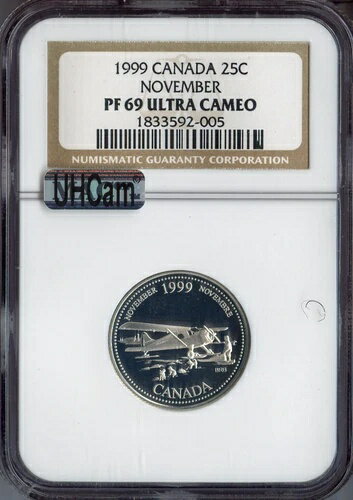 1999 CANADA 25C
NOVEMBER
PF 69 ULTRA CAMEO
1833592-005
NUMISMATIC GUARANTY CORPORATION
UHCam
NOVEMBER 1999 NOVEMBRE
CANADA